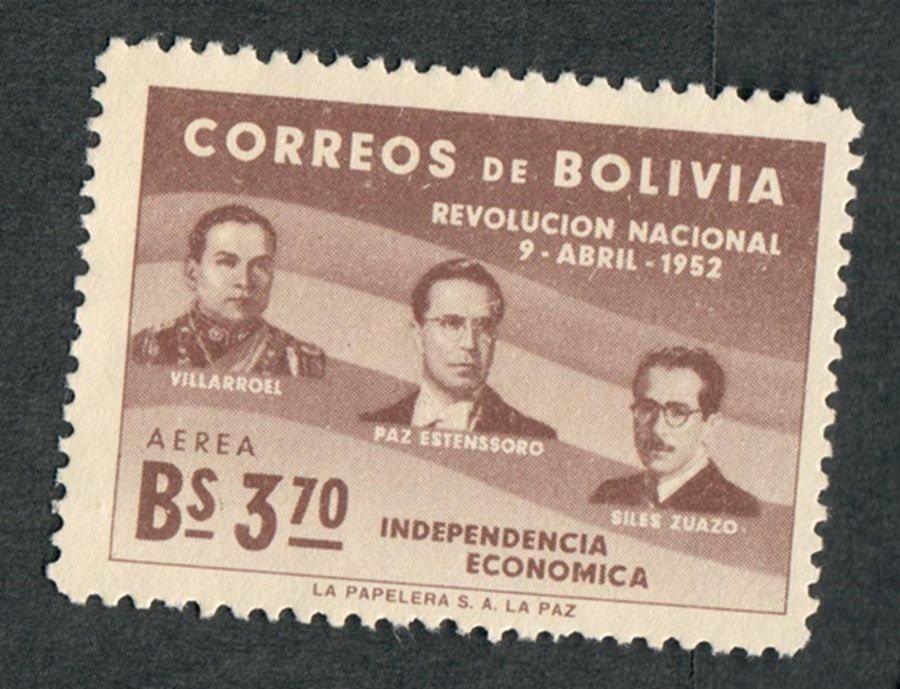 CORREOS DE BOLIVIA
REVOLUCION NACIONAL
9 - ABRIL - 1952
VILLARROEL
PAZ ESTENSSORO
SILES ZUAZO
AEREA
BS 3.70
INDEPENDENCIA
ECONOMICA
LA PAPELERA S. A. LA PAZ